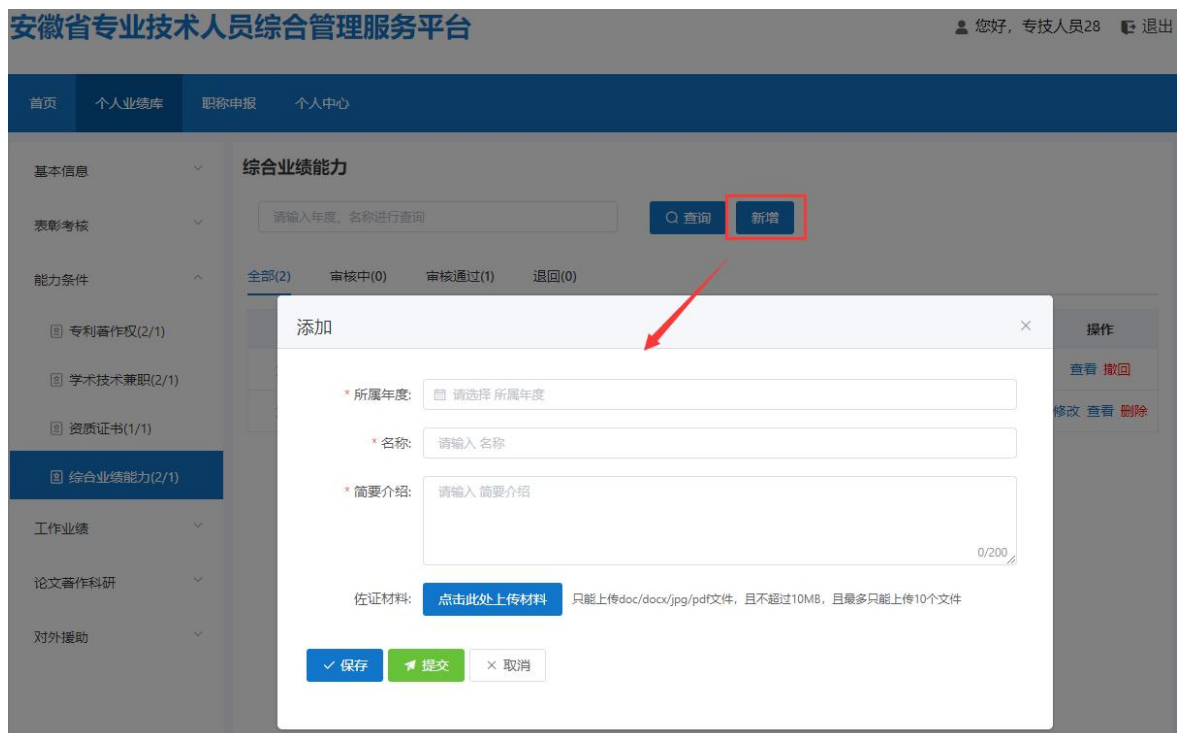 安徽省专业技术人员综合管理服务平台
您好，专技人员28 退出
首页 个人业绩库 职称申报 个人中心
基本信息
表彰考核
能力条件
专利著作权(2/1)
学术技术兼职(2/1)
资质证书(1/1)
综合业绩能力(2/1)
工作业绩
论文著作科研
对外援助
综合业绩能力
请输入年度、名称进行查询 查询 新增
全部(2) 审核中(0) 审核通过(1) 退回(0)
操作
查看 撤回
修改 查看 删除
添加
* 所属年度: 请选择 所属年度
* 名称: 请输入 名称
* 简要介绍: 请输入 简要介绍
0/200
佐证材料: 点击此处上传材料 只能上传doc/docx/jpg/pdf文件，且不超过10MB，且最多只能上传10个文件
保存 提交 取消